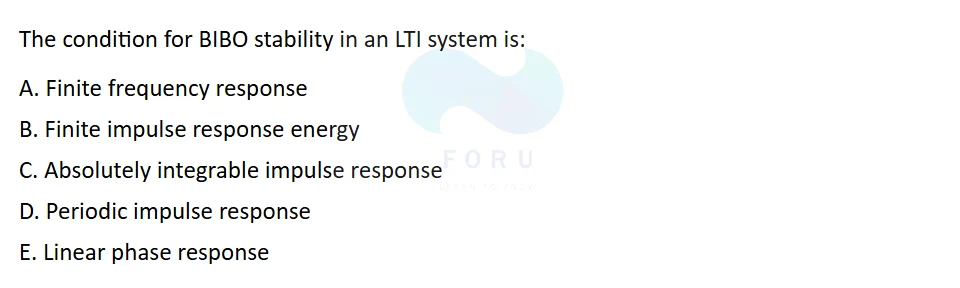 The condition for BIBO stability in an LTI system is:
A. Finite frequency response
B. Finite impulse response energy
C. Absolutely integrable impulse response
FORU
D. Periodic impulse response
E. Linear phase response